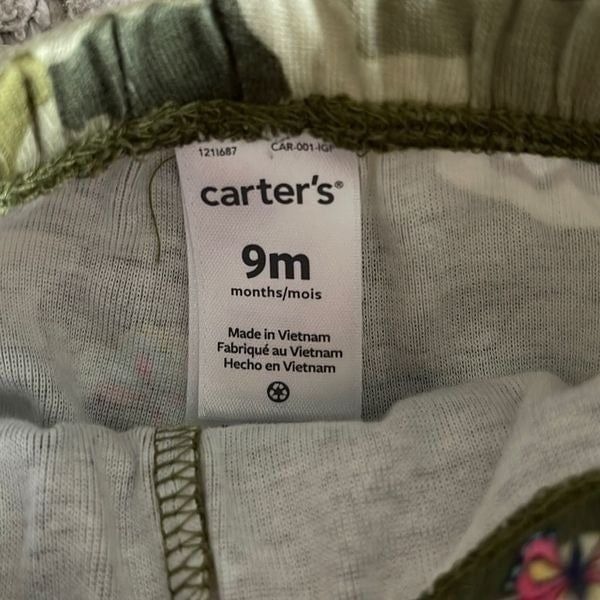 1211687 CAR-001-IGF
carter's®
9m
months/mois
Made in Vietnam
Fabriqué au Vietnam
Hecho en Vietnam